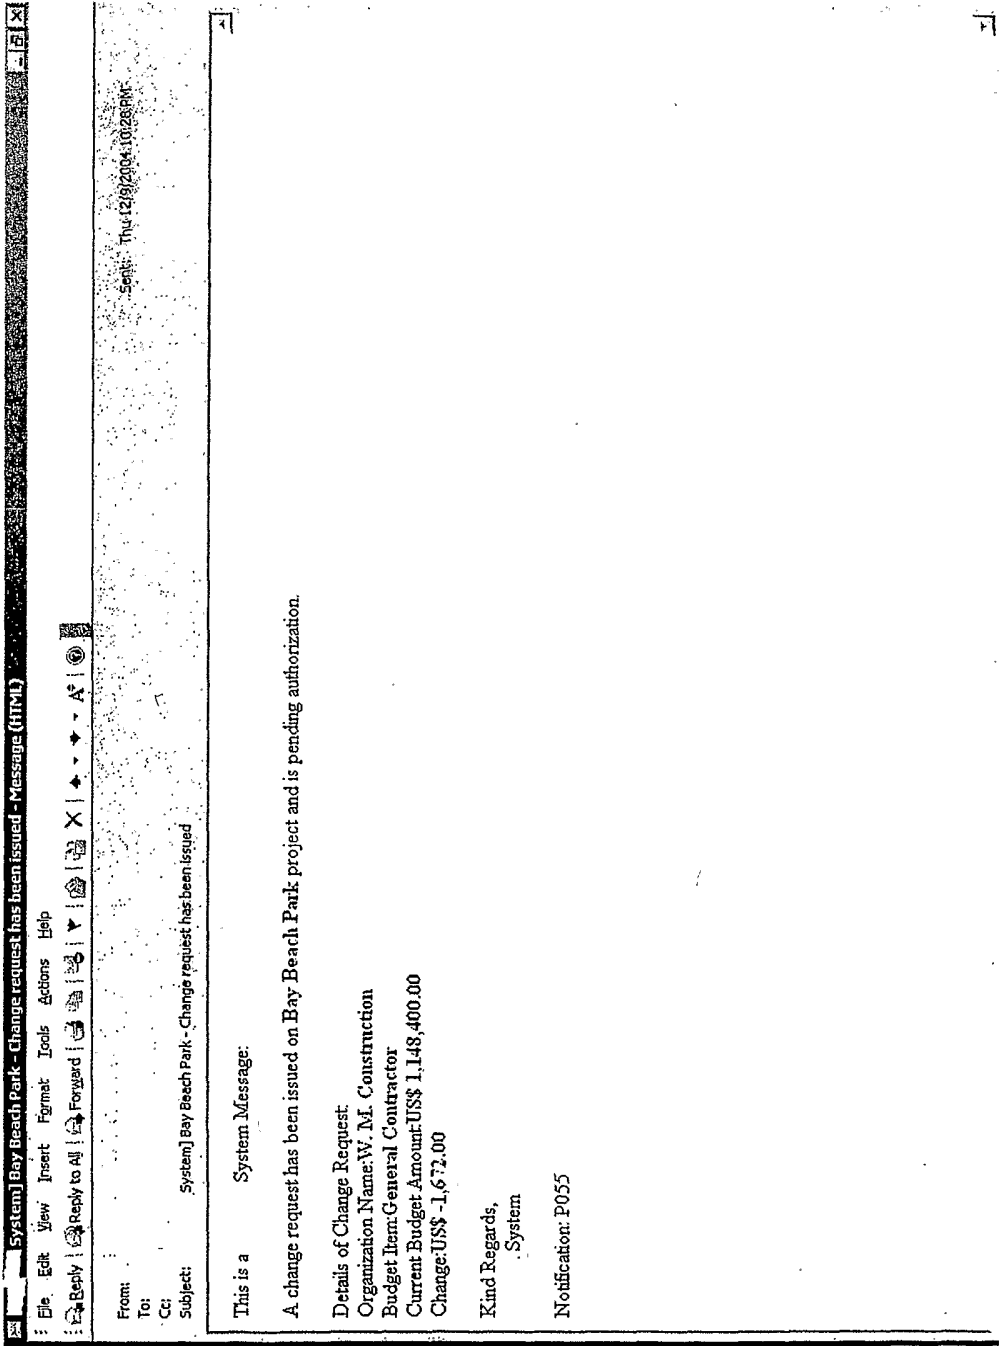 System] Bay Beach Park - Change request has been issued - Message (HTML)
File Edit View Insert Format Tools Actions Help
Reply | Reply to All | Forward
From:
Sent: Thu 12/9/2004 10:28 PM
To:
Cc:
Subject: System] Bay Beach Park - Change request has been issued
This is a System Message:
A change request has been issued on Bay Beach Park project and is pending authorization.
Details of Change Request:
Organization Name:W. M. Construction
Budget Item:General Contractor
Current Budget Amount:US$ 1,148,400.00
Change:US$ -1,672.00
Kind Regards,
System
Notification: P055